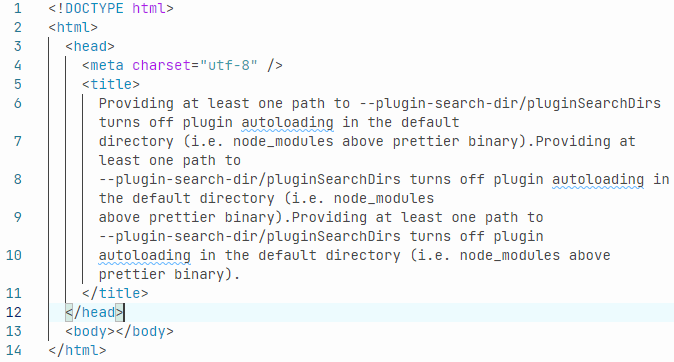 1 <!DOCTYPE html>
2 <html>
3 <head>
4 <meta charset="utf-8" />
5 <title>
6 Providing at least one path to --plugin-search-dir/pluginSearchDirs
turns off plugin autoloading in the default
7 directory (i.e. node_modules above prettier binary).Providing at
least one path to
8 --plugin-search-dir/pluginSearchDirs turns off plugin autoloading in
the default directory (i.e. node_modules
9 above prettier binary).Providing at least one path to
--plugin-search-dir/pluginSearchDirs turns off plugin
10 autoloading in the default directory (i.e. node_modules above
prettier binary).
11 </title>
12 </head>
13 <body></body>
14 </html>